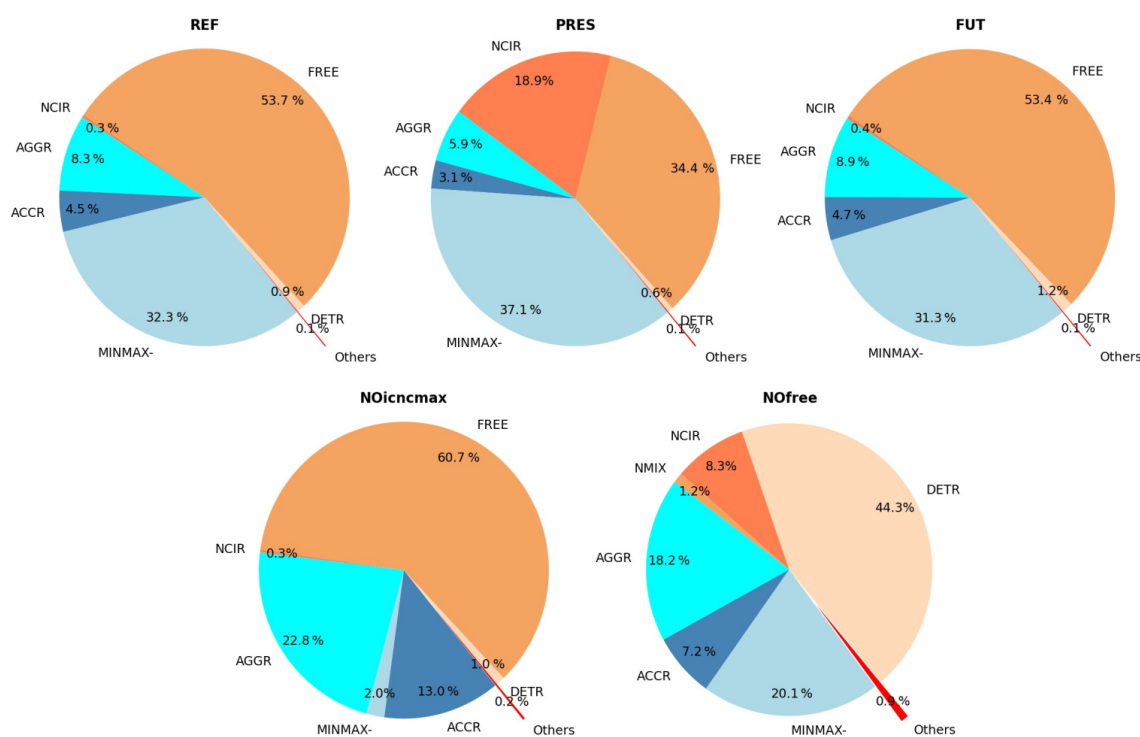 REF
FREE
53.7 %
NCIR
0.3 %
AGGR
8.3 %
ACCR
4.5 %
32.3 %
MINMAX-
0.9 %
DETR
0.1 %
Others
PRES
NCIR
18.9%
AGGR
5.9 %
ACCR
3.1 %
34.4 %
FREE
37.1 %
MINMAX-
0.6%
DETR
0.1 %
Others
FUT
FREE
53.4 %
NCIR
0.4%
AGGR
8.9 %
ACCR
4.7 %
31.3 %
MINMAX-
1.2%
DETR
0.1 %
Others
NOicncmax
FREE
60.7 %
NCIR
0.3%
22.8 %
AGGR
2.0%
MINMAX-
13.0 %
ACCR
1.0 %
DETR
0.2 %
Others
NOfree
NCIR
8.3%
NMIX
1.2%
DETR
44.3%
AGGR
18.2 %
7.2 %
ACCR
20.1 %
MINMAX-
0.9 %
Others